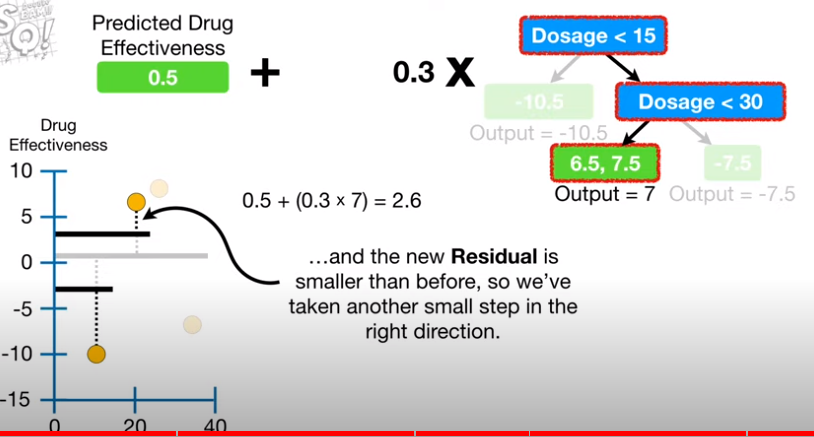 Predicted Drug
Effectiveness
0.5
+
0.3 X
Dosage < 15
-10.5
Output = -10.5
Dosage < 30
6.5, 7.5
Output = 7
-7.5
Output = -7.5
Drug
Effectiveness
10
5
0
-5
-10
-15
0
20
40
0.5 + (0.3 × 7) = 2.6
…and the new Residual is
smaller than before, so we've
taken another small step in the
right direction.